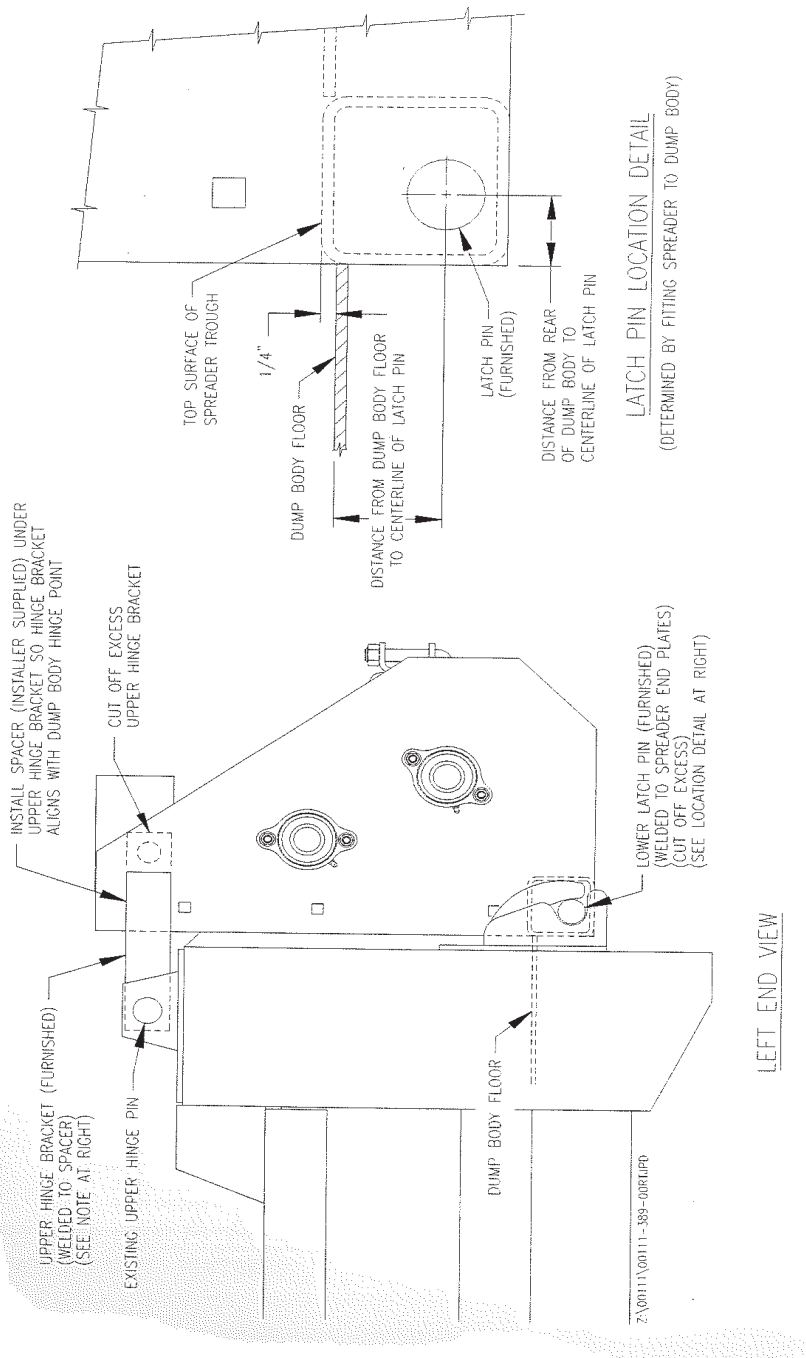 UPPER HINGE BRACKET (FURNISHED)
(WELDED TO SPACER)
(SEE NOTE AT RIGHT)
EXISTING UPPER HINGE PIN
INSTALL SPACER (INSTALLER SUPPLIED) UNDER
UPPER HINGE BRACKET SO HINGE BRACKET
ALIGNS WITH DUMP BODY HINGE POINT
CUT OFF EXCESS
UPPER HINGE BRACKET
DUMP BODY FLOOR
LOWER LATCH PIN (FURNISHED)
(WELDED TO SPREADER END PLATES)
(CUT OFF EXCESS)
(SEE LOCATION DETAIL AT RIGHT)
Z:\00111\00111-389-00RT.JPD
LEFT END VIEW
TOP SURFACE OF
SPREADER TROUGH
1/4"
DUMP BODY FLOOR
DISTANCE FROM DUMP BODY FLOOR
TO CENTERLINE OF LATCH PIN
LATCH PIN
(FURNISHED)
DISTANCE FROM REAR
OF DUMP BODY TO
CENTERLINE OF LATCH PIN
LATCH PIN LOCATION DETAIL
(DETERMINED BY FITTING SPREADER TO DUMP BODY)